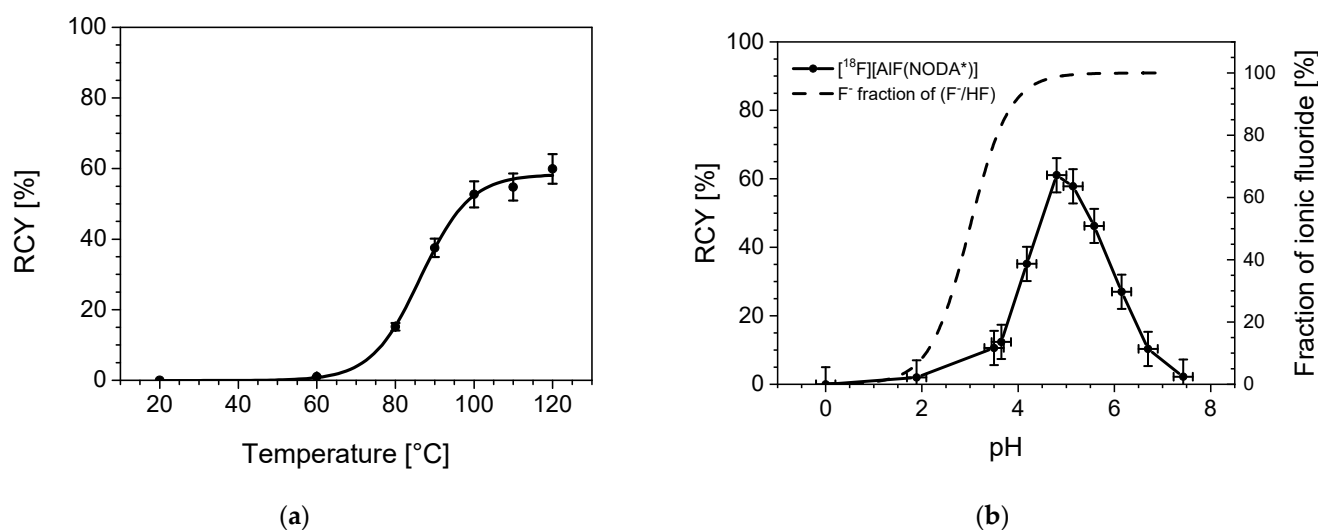 100
80
60
40
20
0
RCY [%]
20 40 60 80 100 120
Temperature [°C]
(a)
100
80
60
40
20
0
RCY [%]
[¹⁸F][AlF(NODA*)]
F⁻ fraction of (F⁻/HF)
100
80
60
40
20
0
Fraction of ionic fluoride [%]
0 2 4 6 8
pH
(b)